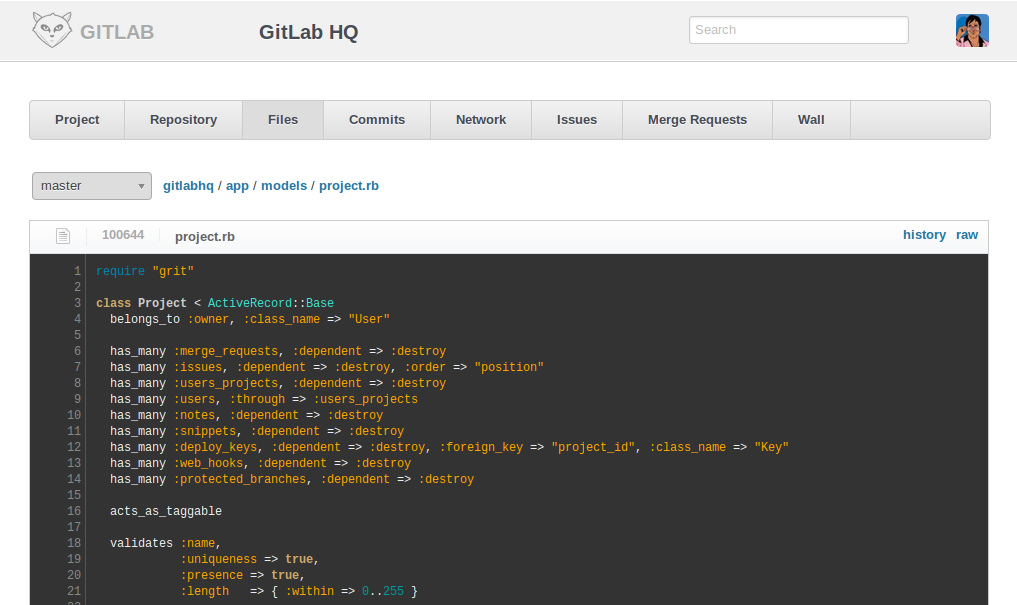 GITLAB GitLab HQ Search
Project Repository Files Commits Network Issues Merge Requests Wall
master gitlabhq / app / models / project.rb
100644 project.rb history raw
1 require "grit"
2
3 class Project < ActiveRecord::Base
4   belongs_to :owner, :class_name => "User"
5
6   has_many :merge_requests, :dependent => :destroy
7   has_many :issues, :dependent => :destroy, :order => "position"
8   has_many :users_projects, :dependent => :destroy
9   has_many :users, :through => :users_projects
10   has_many :notes, :dependent => :destroy
11   has_many :snippets, :dependent => :destroy
12   has_many :deploy_keys, :dependent => :destroy, :foreign_key => "project_id", :class_name => "Key"
13   has_many :web_hooks, :dependent => :destroy
14   has_many :protected_branches, :dependent => :destroy
15
16   acts_as_taggable
17
18   validates :name,
19             :uniqueness => true,
20             :presence => true,
21             :length   => { :within => 0..255 }